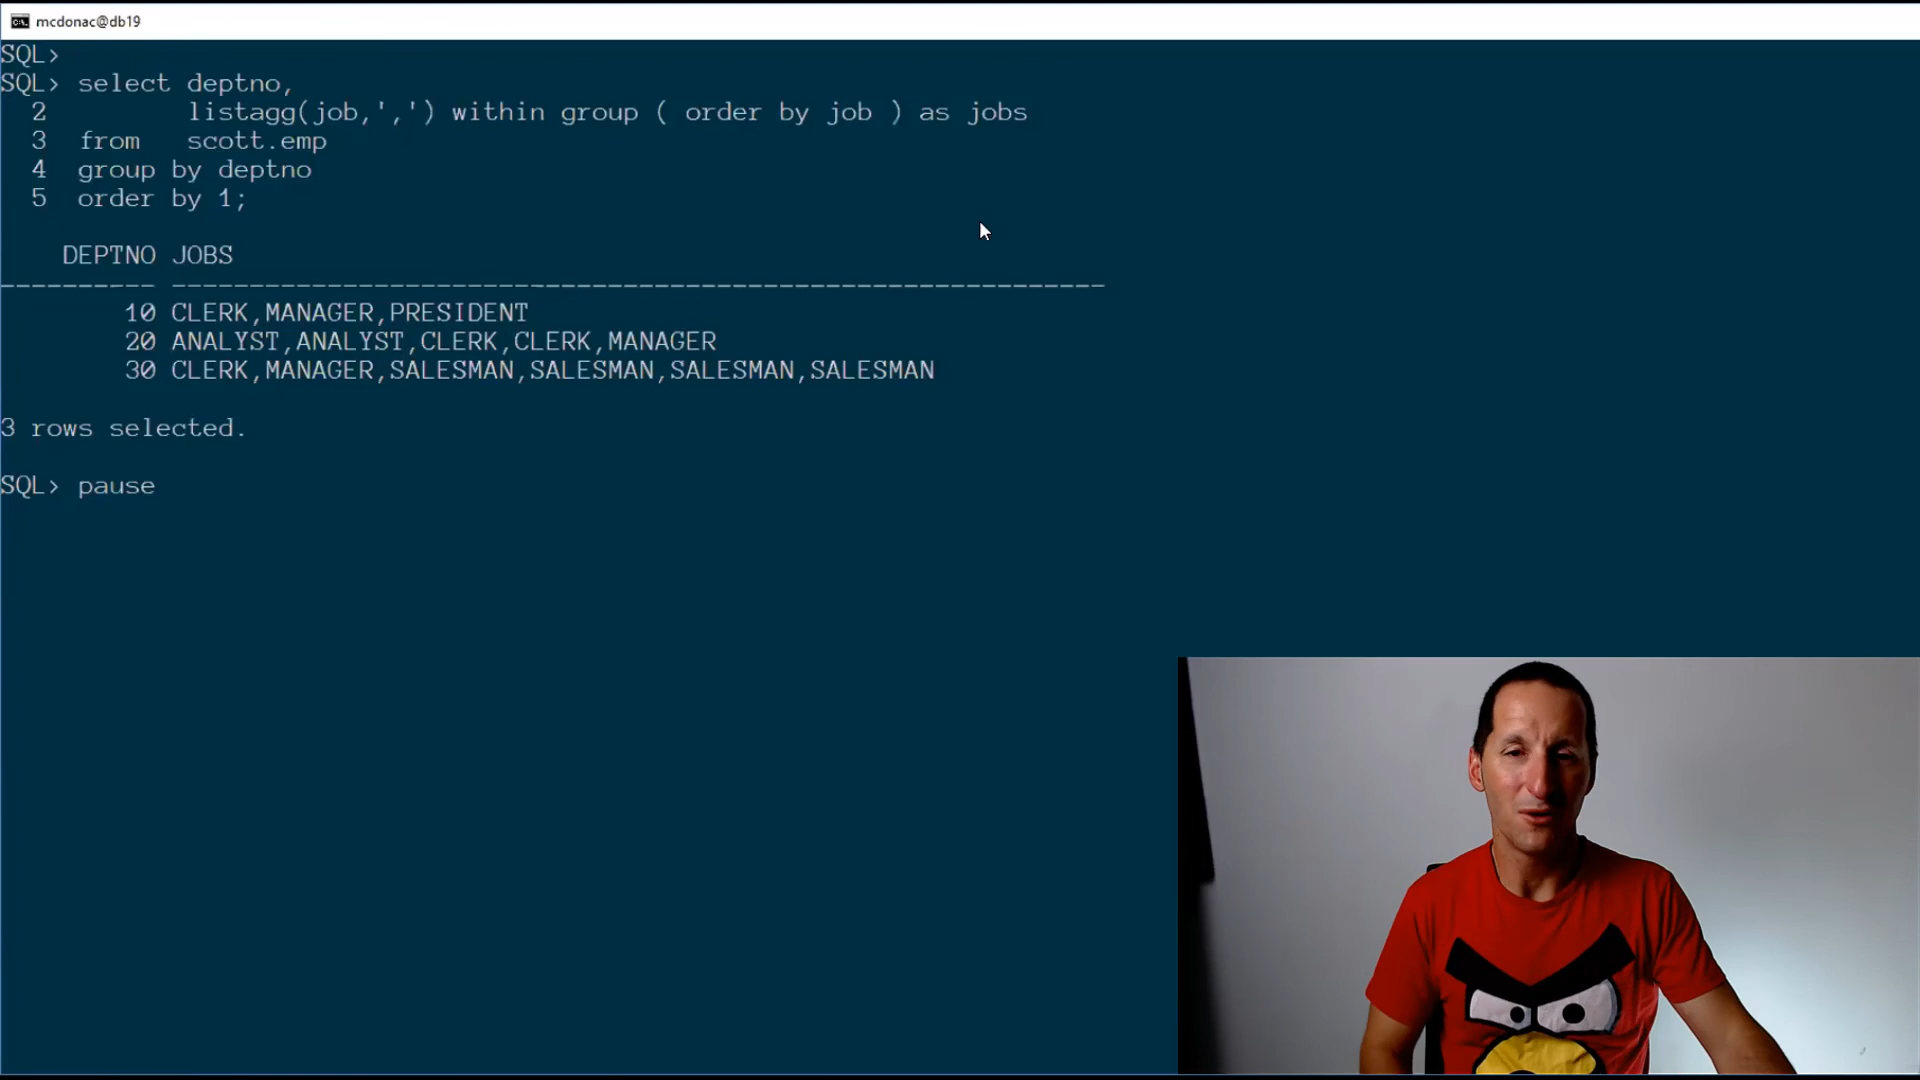 mcdonac@db19
SQL>
SQL> select deptno,
2 listagg(job,',') within group ( order by job ) as jobs
3 from scott.emp
4 group by deptno
5 order by 1;
DEPTNO JOBS
---------- ------------------------------------------------------------
10 CLERK,MANAGER,PRESIDENT
20 ANALYST,ANALYST,CLERK,CLERK,MANAGER
30 CLERK,MANAGER,SALESMAN,SALESMAN,SALESMAN,SALESMAN
3 rows selected.
SQL> pause